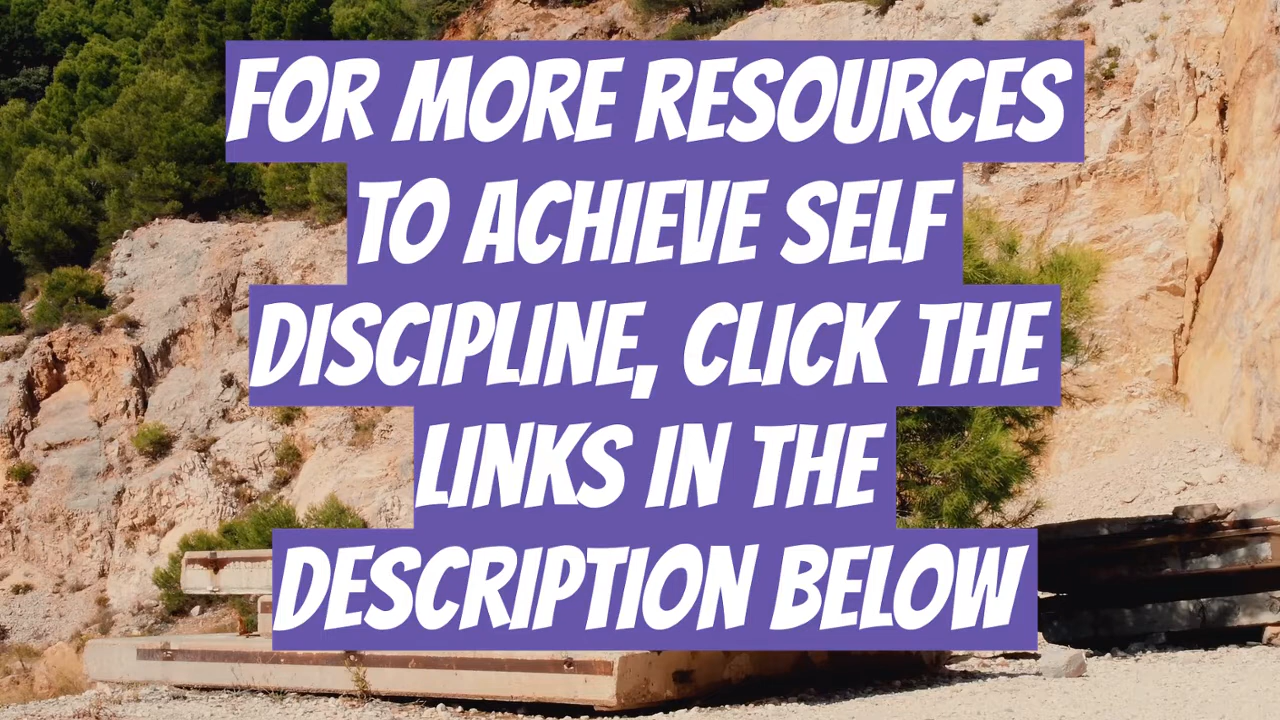 FOR MORE RESOURCES
TO ACHIEVE SELF
DISCIPLINE, CLICK THE
LINKS IN THE
DESCRIPTION BELOW